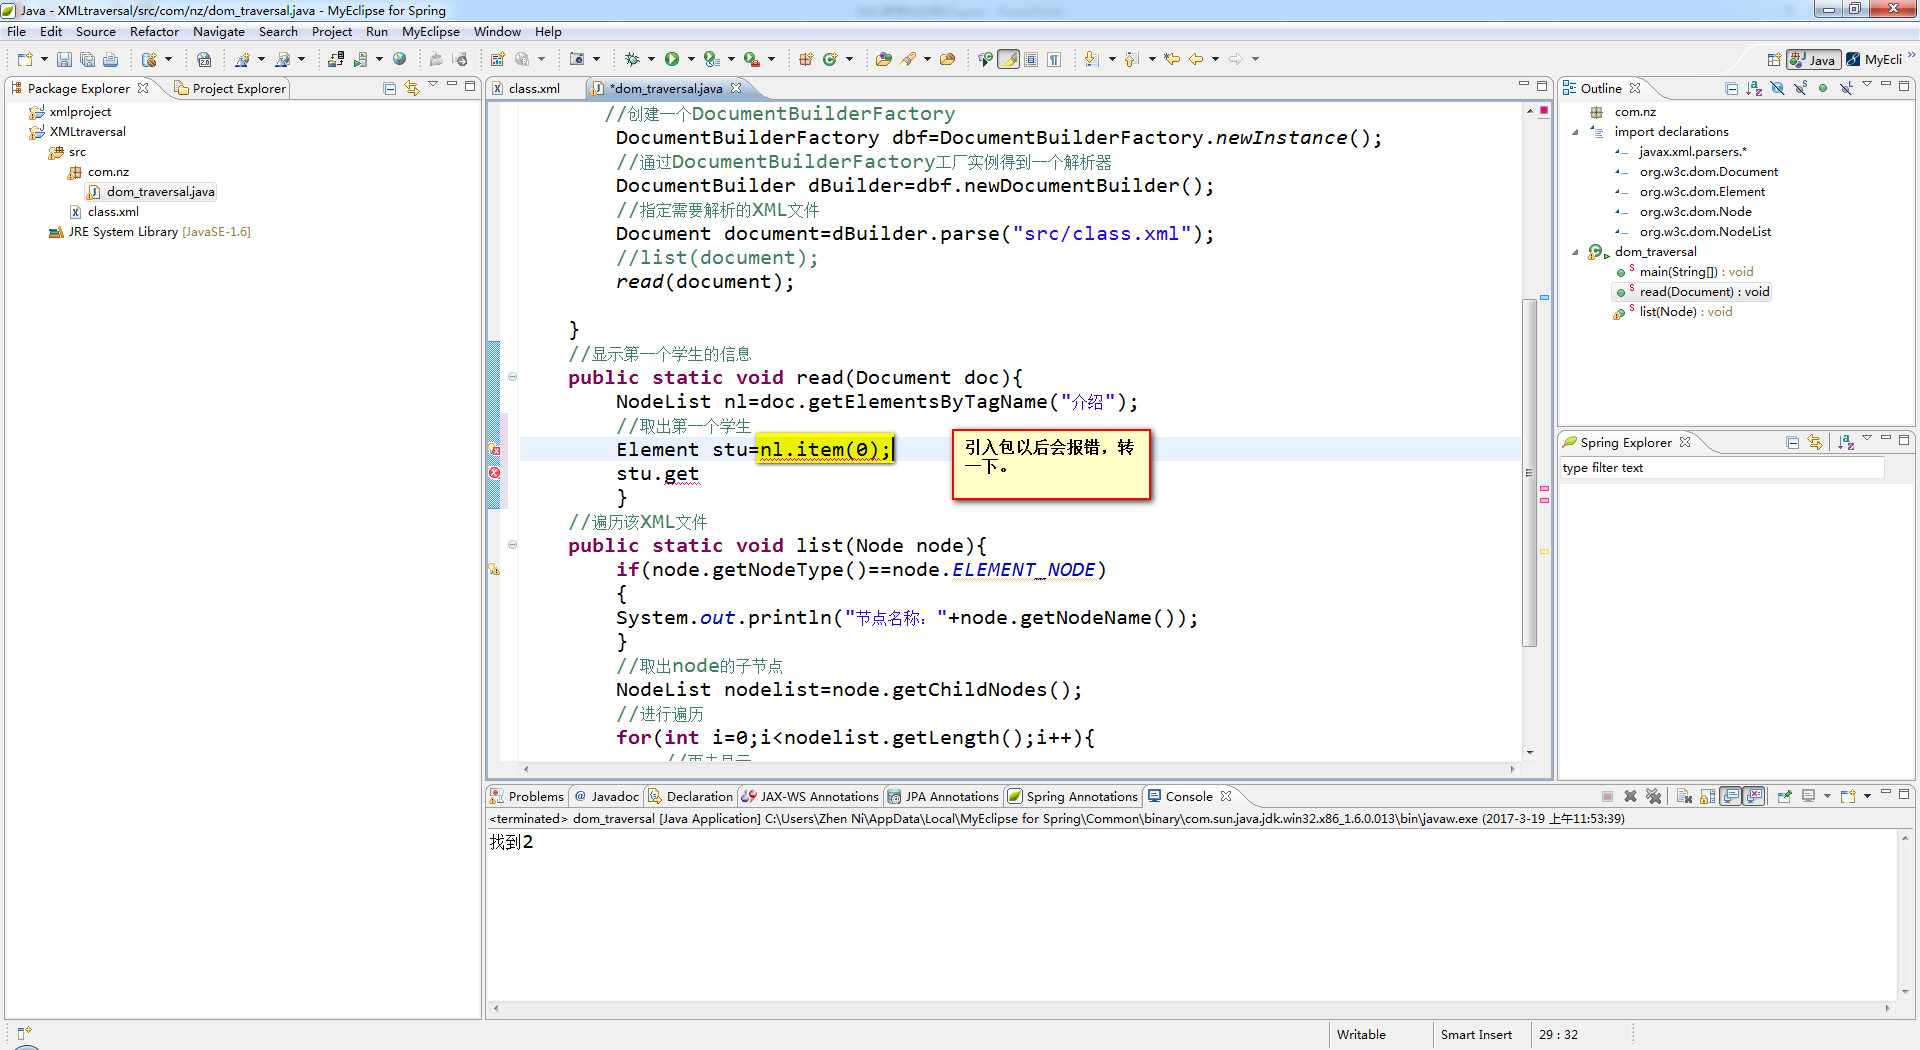 Java - XMLtraversal/src/com/nz/dom_traversal.java - MyEclipse for Spring
File Edit Source Refactor Navigate Search Project Run MyEclipse Window Help
Java MyEcli
Package Explorer Project Explorer
xmlproject
XMLtraversal
src
com.nz
dom_traversal.java
class.xml
JRE System Library [JavaSE-1.6]
class.xml *dom_traversal.java
//创建一个DocumentBuilderFactory
DocumentBuilderFactory dbf=DocumentBuilderFactory.newInstance();
//通过DocumentBuilderFactory工厂实例得到一个解析器
DocumentBuilder dBuilder=dbf.newDocumentBuilder();
//指定需要解析的XML文件
Document document=dBuilder.parse("src/class.xml");
//list(document);
read(document);
}
//显示第一个学生的信息
public static void read(Document doc){
NodeList nl=doc.getElementsByTagName("介绍");
//取出第一个学生
Element stu=nl.item(0);
stu.get
}
//遍历该XML文件
public static void list(Node node){
if(node.getNodeType()==node.ELEMENT_NODE)
{
System.out.println("节点名称："+node.getNodeName());
}
//取出node的子节点
NodeList nodelist=node.getChildNodes();
//进行遍历
for(int i=0;i<nodelist.getLength();i++){
引入包以后会报错，转
一下。
Outline
com.nz
import declarations
javax.xml.parsers.*
org.w3c.dom.Document
org.w3c.dom.Element
org.w3c.dom.Node
org.w3c.dom.NodeList
dom_traversal
main(String[]) : void
read(Document) : void
list(Node) : void
Spring Explorer
type filter text
Problems @ Javadoc Declaration JAX-WS Annotations JPA Annotations Spring Annotations Console
<terminated> dom_traversal [Java Application] C:\Users\Zhen Ni\AppData\Local\MyEclipse for Spring\Common\binary\com.sun.java.jdk.win32.x86_1.6.0.013\bin\javaw.exe (2017-3-19 上午11:53:39)
找到2
Writable Smart Insert 29 : 32